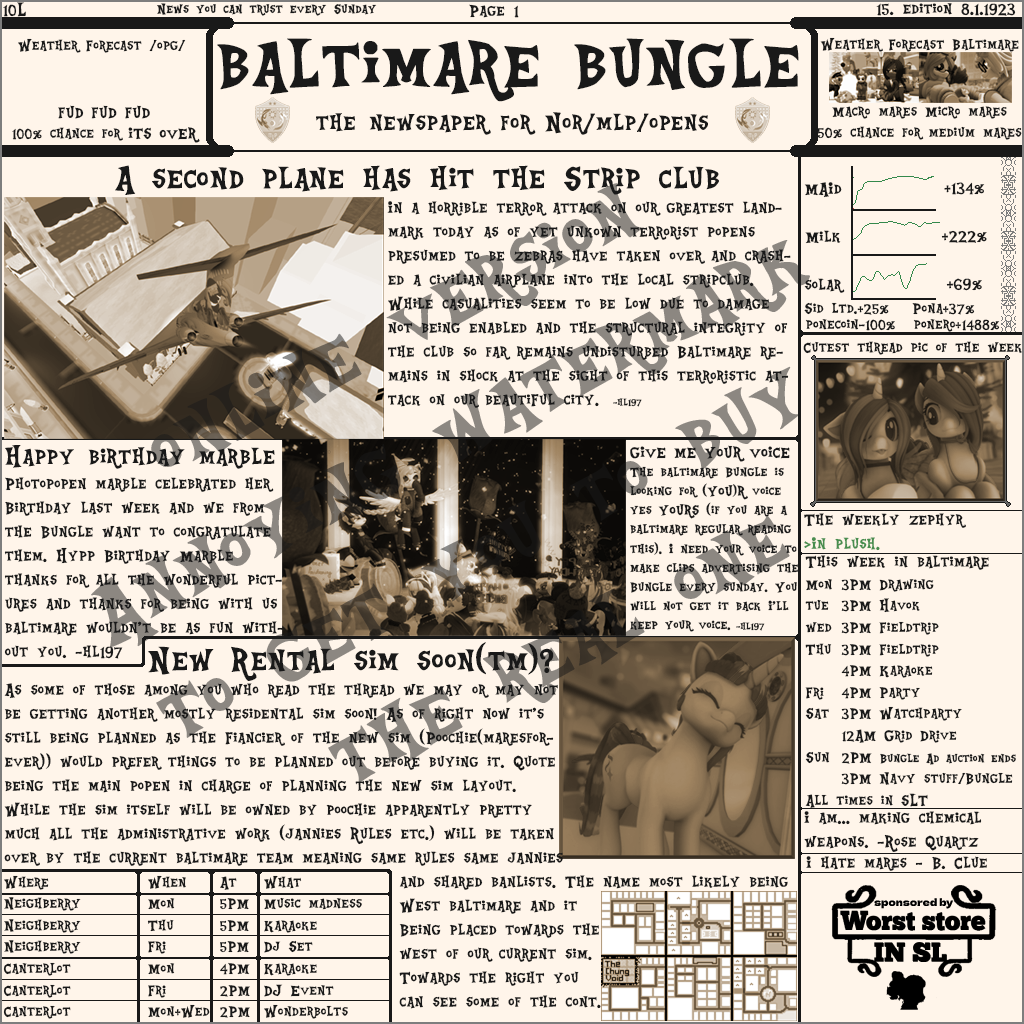 10L News you can trust every Sunday Page 1 15. Edition 8.1.1923
Weather Forecast /opg/
FUD FUD FUD
100% chance for its over
Baltimare Bungle
The newspaper for Nor/mlp/opens
Weather Forecast Baltimare
Macro mares Micro mares
50% chance for medium mares
A second plane has hit the Strip club
In a horrible terror attack on our greatest land-
mark today as of yet unkown terrorist popens
presumed to be zebras have taken over and crash-
ed a civilian airplane into the local stripclub.
While casualities seem to be low due to damage
not being enabled and the structural integrity of
the club so far remains undisturbed Baltimare re-
mains in shock at the sight of this terroristic at-
tack on our beautiful city. -HL197
Maid +134%
Milk +222%
Solar +69%
Sid Ltd.+25% Pona+37%
Ponecoin-100% Ponero+1488%
Cutest thread pic of the week
Happy birthday marble
Photopopen marble celebrated her
birthday last week and we from
the Bungle want to congratulate
them. Hypp Birthday marble
thanks for all the wonderful pict-
ures and thanks for being with us
Baltimare wouldn't be as fun with-
out you. -HL197
Give me your voice
The Baltimare Bungle is
looking for (you)r voice
yes YOURS (if you are a
Baltimare regular reading
this). I need your voice to
make clips advertising the
Bungle every Sunday. You
will not get it back I'll
keep your voice. -HL197
The weekly zephyr
>in plush.
This week in Baltimare
Mon 3PM Drawing
Tue 3PM Havok
Wed 3PM Fieldtrip
Thu 3PM Fieldtrip
4PM Karaoke
Fri 4PM Party
Sat 3PM Watchparty
12AM Grid Drive
Sun 2PM Bungle ad auction ends
3PM Navy stuff/Bungle
All times in SLT
I am... making chemical
weapons. -Rose Quartz
I hate mares - B. Clue
sponsored by
Worst store
IN SL
New Rental sim soon(tm)?
As some of those among you who read the thread we may or may not
be getting another mostly residental sim soon! As of right now it's
still being planned as the fiancier of the new sim (Poochie(maresfor-
ever)) would prefer things to be planned out before buying it. Quote
being the main popen in charge of planning the new sim layout.
While the sim itself will be owned by poochie apparently pretty
much all the administrative work (jannies Rules etc.) will be taken
over by the current Baltimare team meaning same rules same jannies
and shared banlists. The name most likely being
West Baltimare and it
being placed towards the
west of our current sim.
Towards the right you
can see some of the cont.
The
Chung
Void
Where When At What
Neighberry Mon 5PM Music madness
Neighberry Thu 5PM Karaoke
Neighberry Fri 5PM DJ Set
Canterlot Mon 4PM Karaoke
Canterlot Fri 2PM DJ Event
Canterlot Mon+Wed 2PM Wonderbolts
Online version
Annoying watermark
to get you to buy
the real one